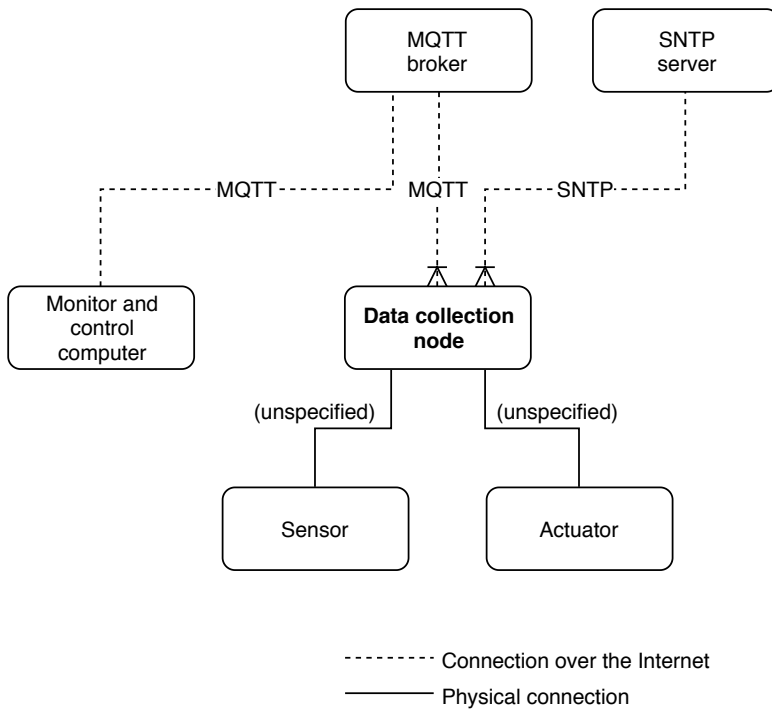 MQTT
broker
SNTP
server
MQTT
MQTT
SNTP
Monitor and
control
computer
Data collection
node
(unspecified)
(unspecified)
Sensor
Actuator
Connection over the Internet
Physical connection